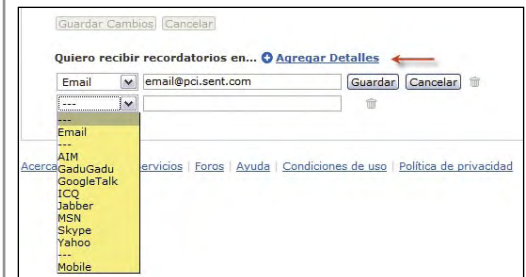 Guardar Cambios Cancelar
Quiero recibir recordatorios en... Agregar Detalles
Email email@pci.sent.com Guardar Cancelar
---
---
Email
---
AIM
GaduGadu
GoogleTalk
ICQ
Jabber
MSN
Skype
Yahoo
---
Mobile
Acerca ervicios | Foros | Ayuda | Condiciones de uso | Política de privacidad